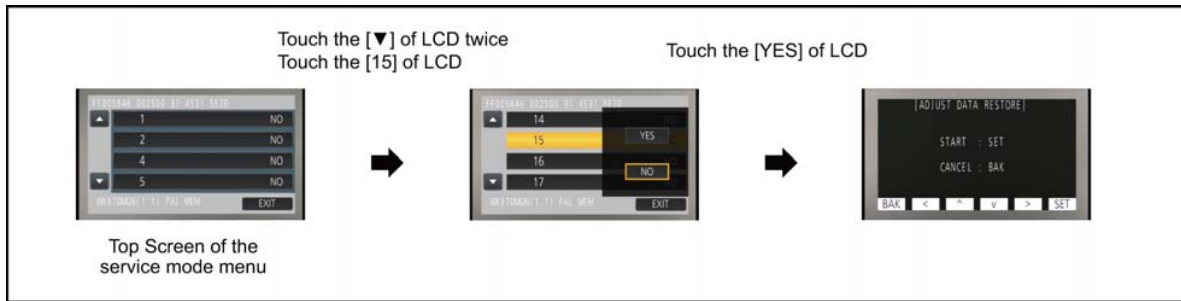 Touch the [▼] of LCD twice
Touch the [15] of LCD
Touch the [YES] of LCD
▲
1 NO
2 NO
4 NO
▼
5 NO
EXIT
▲
14
15
16
▼
17
YES
NO
EXIT
[ADJUST DATA RESTORE]
START : SET
CANCEL : BAK
BAK < ^ v > SET
Top Screen of the
service mode menu